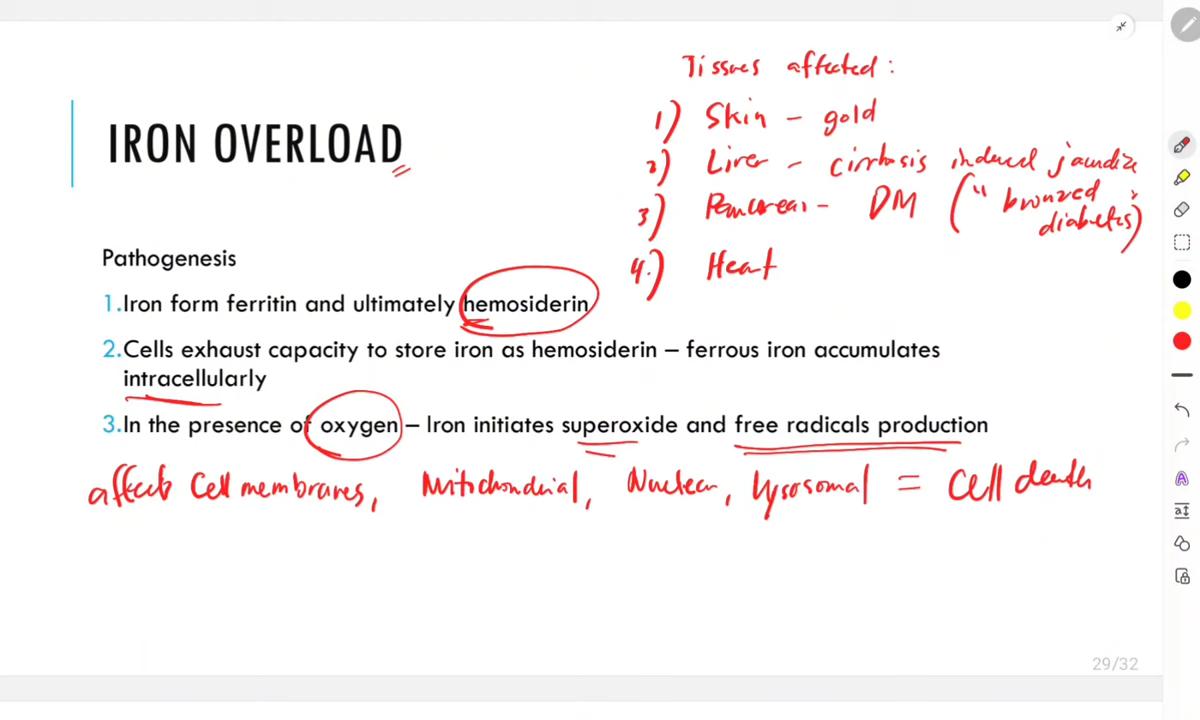 Tissues affected :
1) Skin - gold
IRON OVERLOAD
2) Liver - cirrhosis induced jaundize
3) Pancreas - DM ("bronzed
diabetes")
Pathogenesis
4.) Heat
1.Iron form ferritin and ultimately hemosiderin
2.Cells exhaust capacity to store iron as hemosiderin – ferrous iron accumulates
intracellularly
3.In the presence of oxygen – Iron initiates superoxide and free radicals production
affects Cell membranes, Mitochondrial, Nuclear, Lysosomal = Cell death
29/32